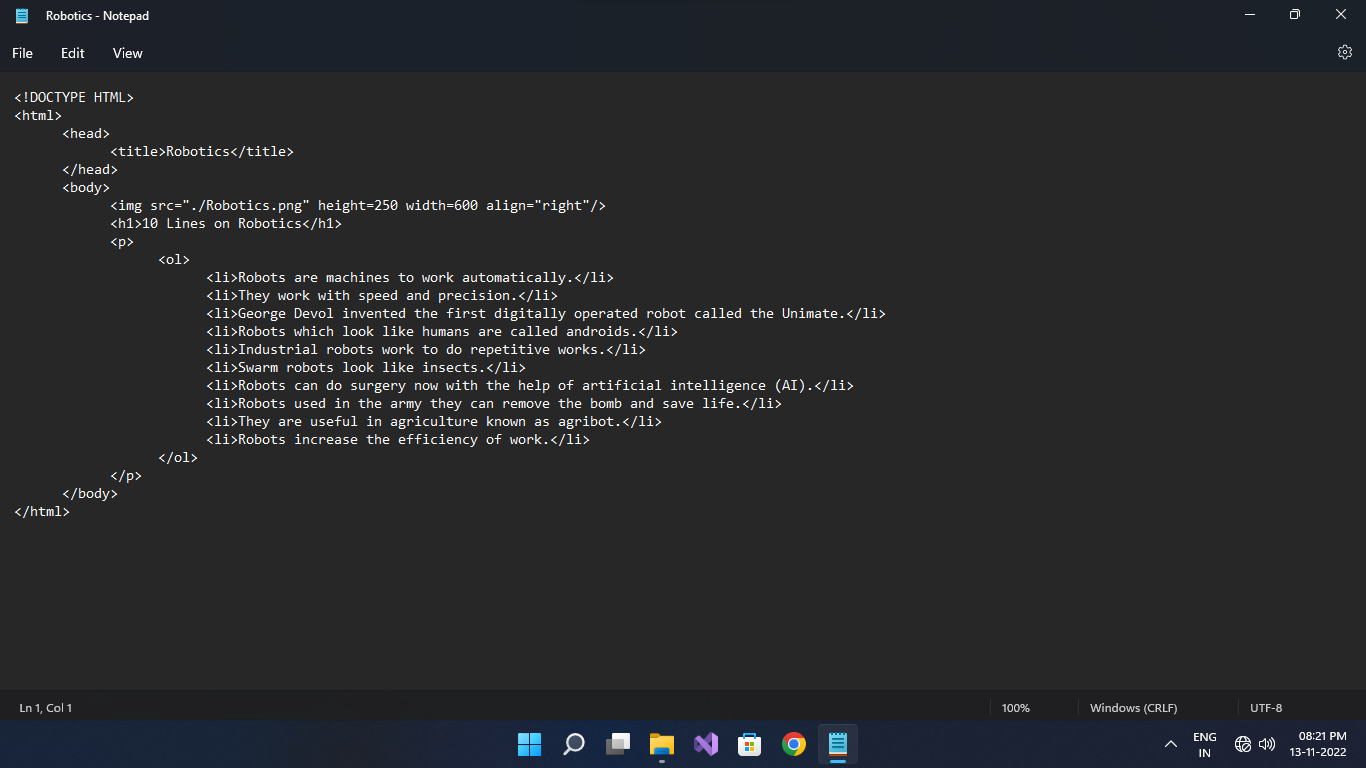 Robotics - Notepad
File Edit View
<!DOCTYPE HTML>
<html>
<head>
<title>Robotics</title>
</head>
<body>
<img src="./Robotics.png" height=250 width=600 align="right"/>
<h1>10 Lines on Robotics</h1>
<p>
<ol>
<li>Robots are machines to work automatically.</li>
<li>They work with speed and precision.</li>
<li>George Devol invented the first digitally operated robot called the Unimate.</li>
<li>Robots which look like humans are called androids.</li>
<li>Industrial robots work to do repetitive works.</li>
<li>Swarm robots look like insects.</li>
<li>Robots can do surgery now with the help of artificial intelligence (AI).</li>
<li>Robots used in the army they can remove the bomb and save life.</li>
<li>They are useful in agriculture known as agribot.</li>
<li>Robots increase the efficiency of work.</li>
</ol>
</p>
</body>
</html>
Ln 1, Col 1 100% Windows (CRLF) UTF-8
ENG 08:21 PM
IN 13-11-2022